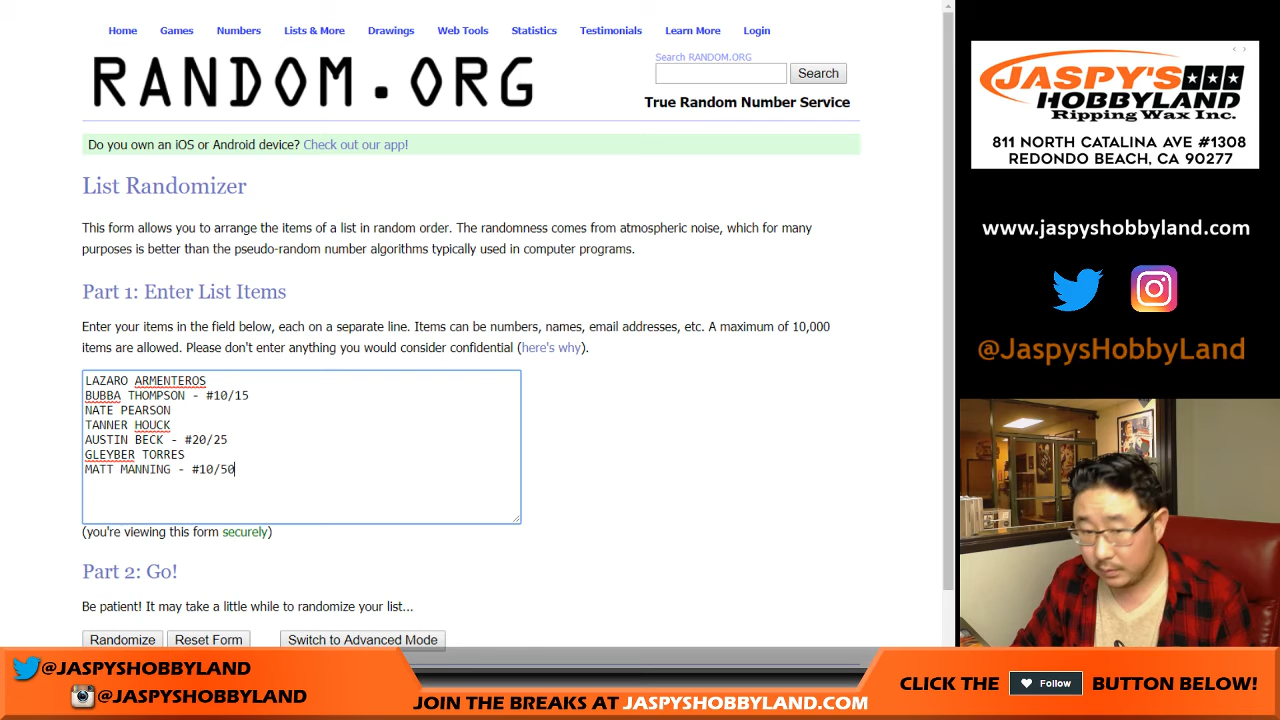 Home Games Numbers Lists & More Drawings Web Tools Statistics Testimonials Learn More Login
RANDOM.ORG
Search RANDOM.ORG
Search
True Random Number Service
Do you own an iOS or Android device? Check out our app!
List Randomizer
This form allows you to arrange the items of a list in random order. The randomness comes from atmospheric noise, which for many
purposes is better than the pseudo-random number algorithms typically used in computer programs.
Part 1: Enter List Items
Enter your items in the field below, each on a separate line. Items can be numbers, names, email addresses, etc. A maximum of 10,000
items are allowed. Please don't enter anything you would consider confidential (here's why).
LAZARO ARMENTEROS
BUBBA THOMPSON - #10/15
NATE PEARSON
TANNER HOUCK
AUSTIN BECK - #20/25
GLEYBER TORRES
MATT MANNING - #10/50
(you're viewing this form securely)
Part 2: Go!
Be patient! It may take a little while to randomize your list...
Randomize Reset Form Switch to Advanced Mode
JASPY'S
HOBBYLAND
Ripping Wax Inc.
811 NORTH CATALINA AVE #1308
REDONDO BEACH, CA 90277
www.jaspyshobbyland.com
@JaspysHobbyLand
@JASPYSHOBBYLAND
@JASPYSHOBBYLAND
JOIN THE BREAKS AT JASPYSHOBBYLAND.COM
CLICK THE Follow BUTTON BELOW!